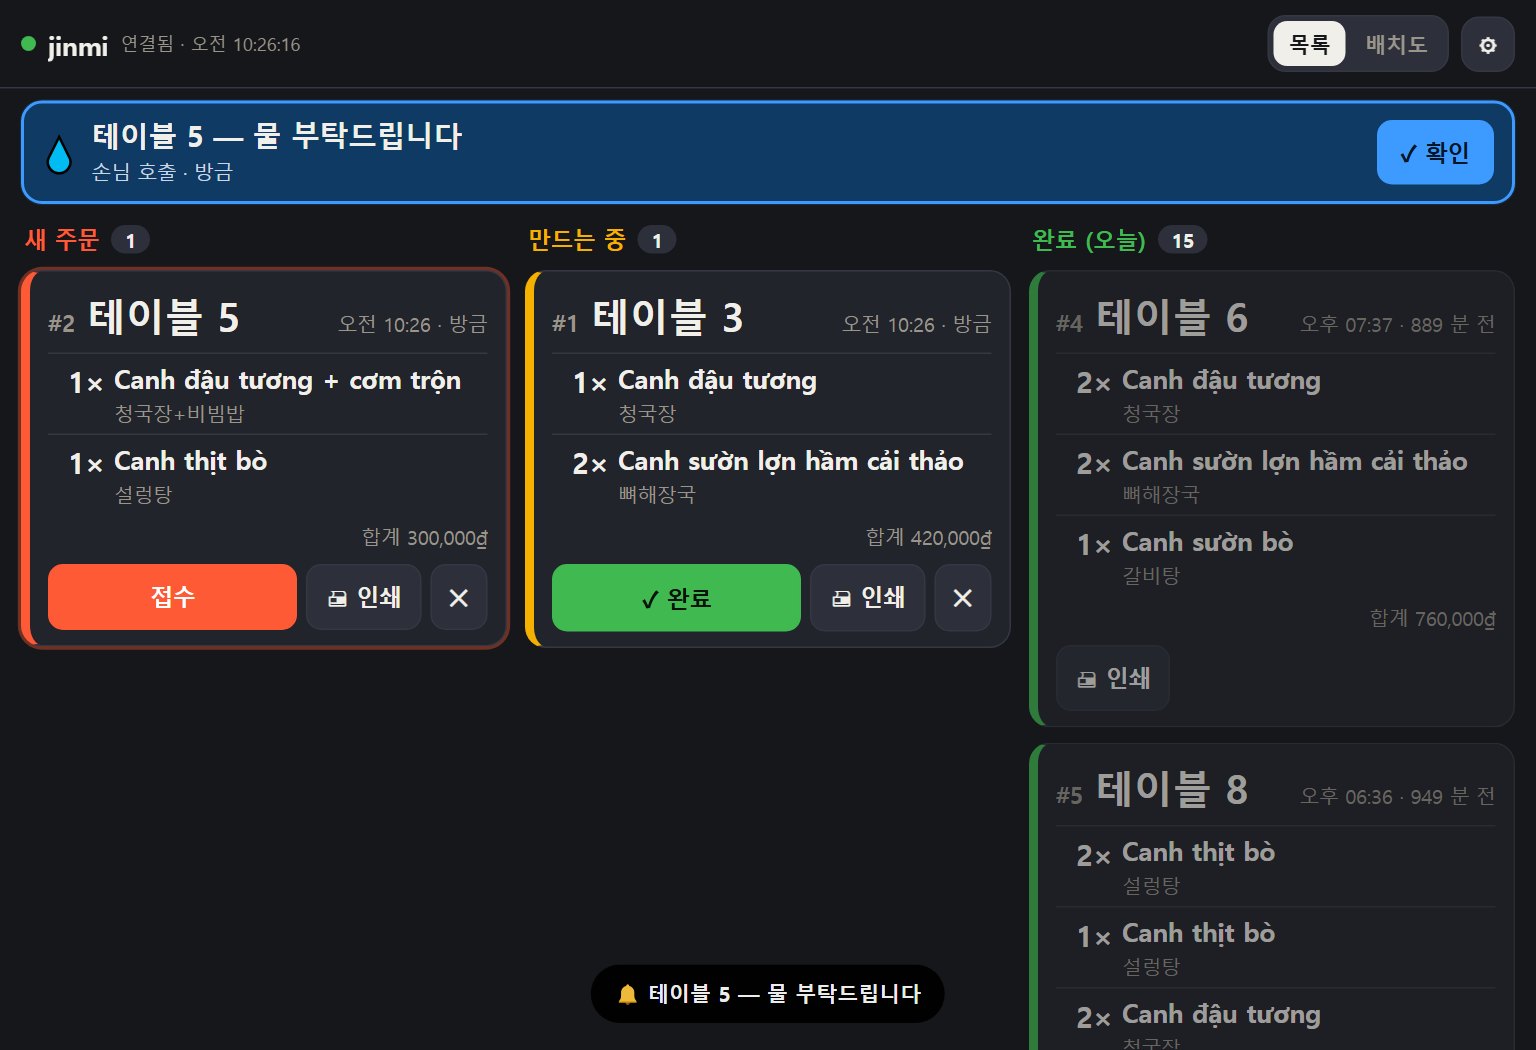 jinmi 연결됨 · 오전 10:26:16
목록 배치도
테이블 5 — 물 부탁드립니다
손님 호출 · 방금
✓ 확인
새 주문 1
#2 테이블 5 오전 10:26 · 방금
1× Canh đậu tương + cơm trộn
청국장+비빔밥
1× Canh thịt bò
설렁탕
합계 300,000₫
접수 인쇄 ✕
만드는 중 1
#1 테이블 3 오전 10:26 · 방금
1× Canh đậu tương
청국장
2× Canh sườn lợn hầm cải thảo
뼈해장국
합계 420,000₫
✓ 완료 인쇄 ✕
완료 (오늘) 15
#4 테이블 6 오후 07:37 · 889 분 전
2× Canh đậu tương
청국장
2× Canh sườn lợn hầm cải thảo
뼈해장국
1× Canh sườn bò
갈비탕
합계 760,000₫
인쇄
#5 테이블 8 오후 06:36 · 949 분 전
2× Canh thịt bò
설렁탕
1× Canh thịt bò
설렁탕
2× Canh đậu tương
청국장
테이블 5 — 물 부탁드립니다